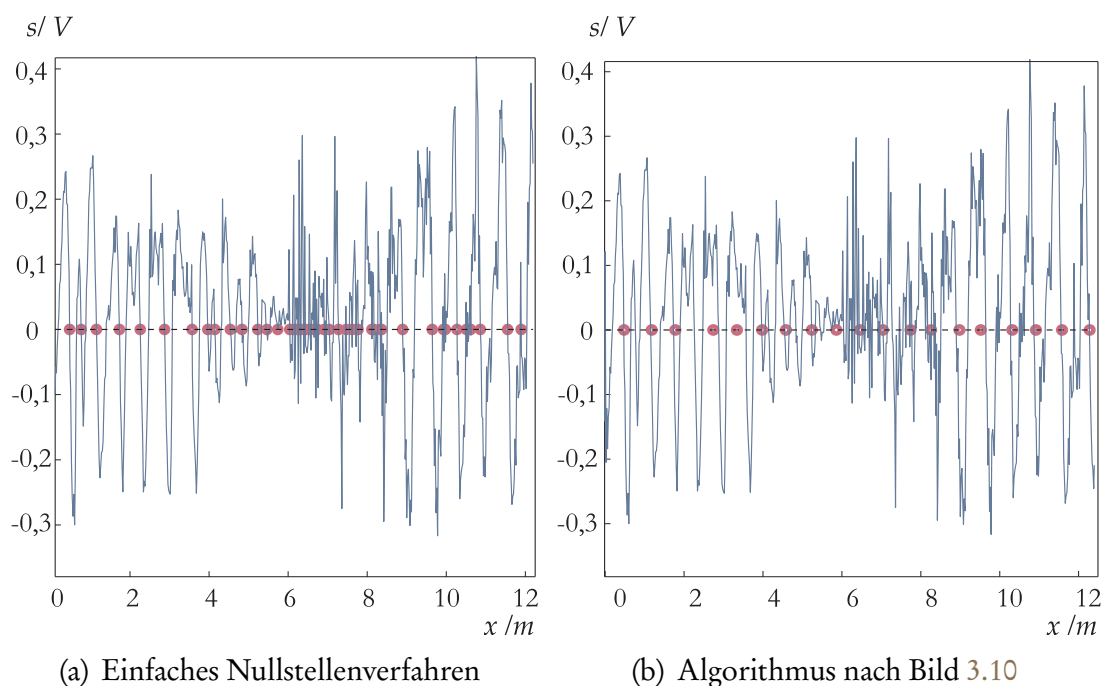 s/ V
s/ V
0,4
0,3
0,2
0,1
0
-0,1
-0,2
-0,3
0 2 4 6 8 10 12
x /m
0,4
0,3
0,2
0,1
0
-0,1
-0,2
-0,3
0 2 4 6 8 10 12
x /m
(a) Einfaches Nullstellenverfahren
(b) Algorithmus nach Bild 3.10